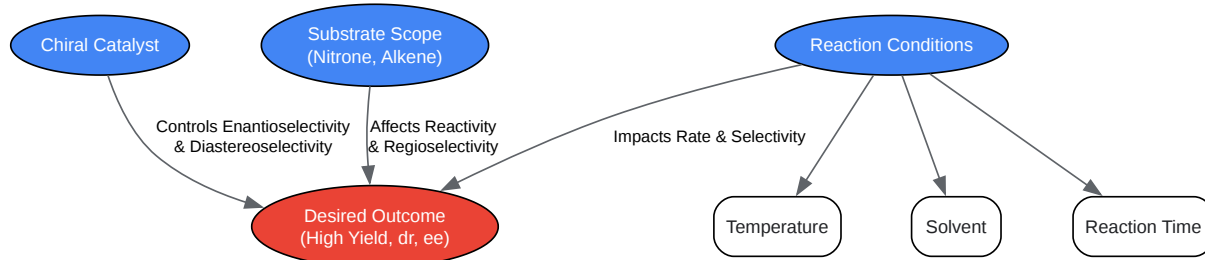 Chiral Catalyst
Substrate Scope
(Nitrone, Alkene)
Reaction Conditions
Controls Enantioselectivity
& Diastereoselectivity
Affects Reactivity
& Regioselectivity
Impacts Rate & Selectivity
Desired Outcome
(High Yield, dr, ee)
Temperature
Solvent
Reaction Time